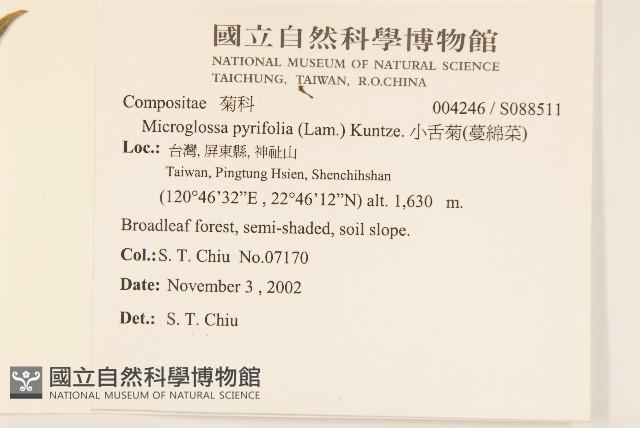 國立自然科學博物館
NATIONAL MUSEUM OF NATURAL SCIENCE
TAICHUNG, TAIWAN, R.O.CHINA
Compositae 菊科 004246 / S088511
Microglossa pyrifolia (Lam.) Kuntze. 小舌菊(蔓綿菜)
Loc.: 台灣, 屏東縣, 神祉山
Taiwan, Pingtung Hsien, Shenchihshan
(120°46’32”E , 22°46’12”N) alt. 1,630 m.
Broadleaf forest, semi-shaded, soil slope.
Col.: S. T. Chiu No.07170
Date: November 3 , 2002
Det.: S. T. Chiu
國立自然科學博物館
NATIONAL MUSEUM OF NATURAL SCIENCE